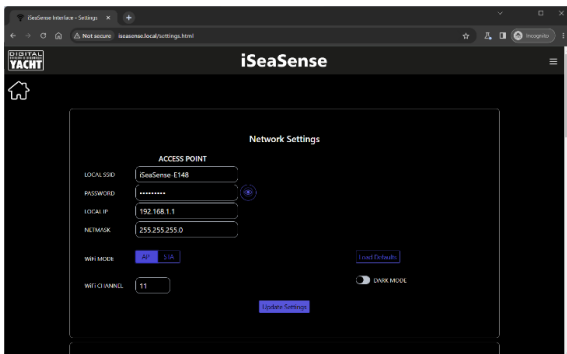 iSeaSense Interface - Settings
Not secure iseasense.local/settings.html
Incognito
DIGITAL
YACHT
iSeaSense
Network Settings
ACCESS POINT
LOCAL SSID iSeaSense-E148
PASSWORD •••••••••
LOCAL IP 192.168.1.1
NETMASK 255.255.255.0
WiFi MODE AP STA Load Defaults
WiFi CHANNEL 11 DARK MODE
Update Settings